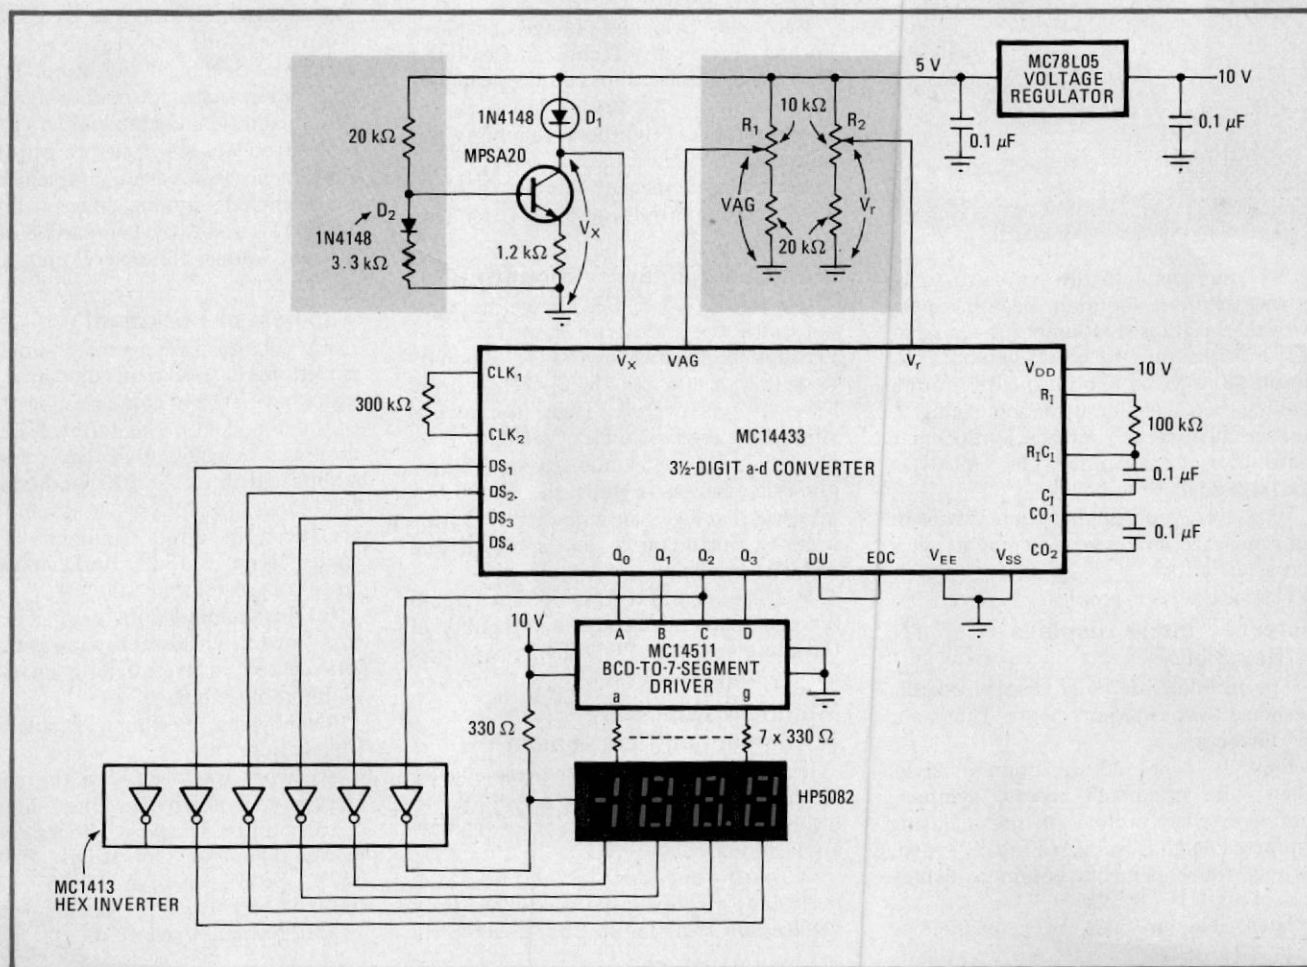 5 V
MC78L05
VOLTAGE
REGULATOR
10 V
0.1 µF
0.1 µF
1N4148
D1
20 kΩ
MPSA20
D2
1N4148
3.3 kΩ
1.2 kΩ
VX
10 kΩ
R1
R2
VAG
Vr
20 kΩ
VX
VAG
Vr
CLK1
300 kΩ
CLK2
DS1
DS2
DS3
DS4
MC14433
3½-DIGIT a-d CONVERTER
VDD
10 V
RI
100 kΩ
RICI
0.1 µF
CI
CO1
0.1 µF
CO2
Q0
Q1
Q2
Q3
DU
EOC
VEE
VSS
10 V
A
B
C
D
MC14511
BCD-TO-7-SEGMENT
DRIVER
a
g
330 Ω
7 x 330 Ω
HP5082
MC1413
HEX INVERTER